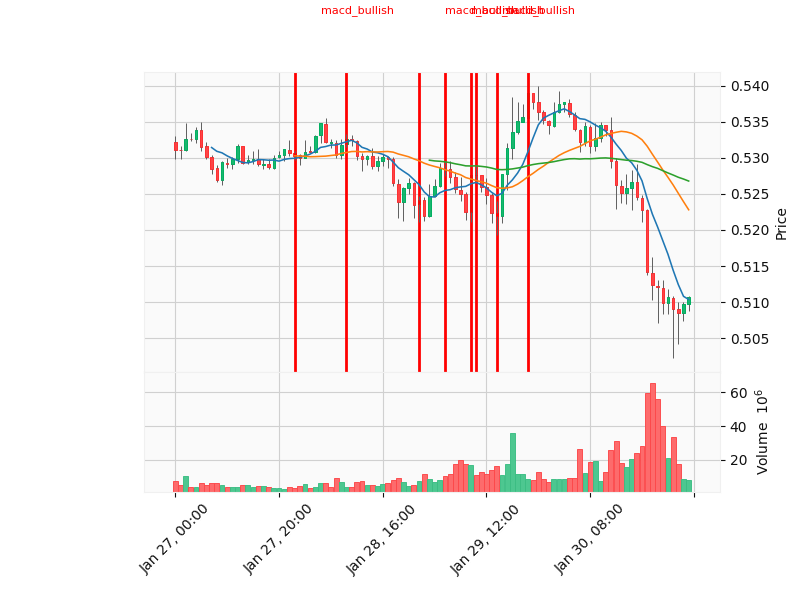 macd_bullish
0.540
0.535
0.530
0.525
0.520
0.515
0.510
0.505
Price
60
40
20
Volume 10⁶
Jan 27, 00:00
Jan 27, 20:00
Jan 28, 16:00
Jan 29, 12:00
Jan 30, 08:00